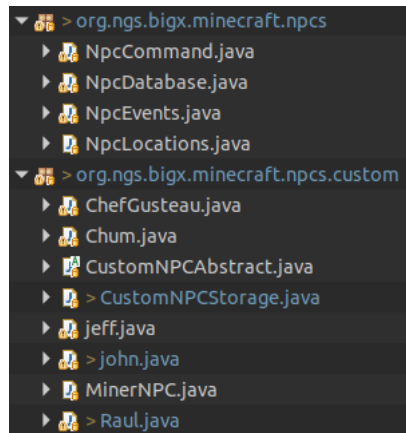 > org.ngs.bigx.minecraft.npcs
NpcCommand.java
NpcDatabase.java
NpcEvents.java
NpcLocations.java
> org.ngs.bigx.minecraft.npcs.custom
ChefGusteau.java
Chum.java
CustomNPCAbstract.java
> CustomNPCStorage.java
jeff.java
> john.java
MinerNPC.java
> Raul.java